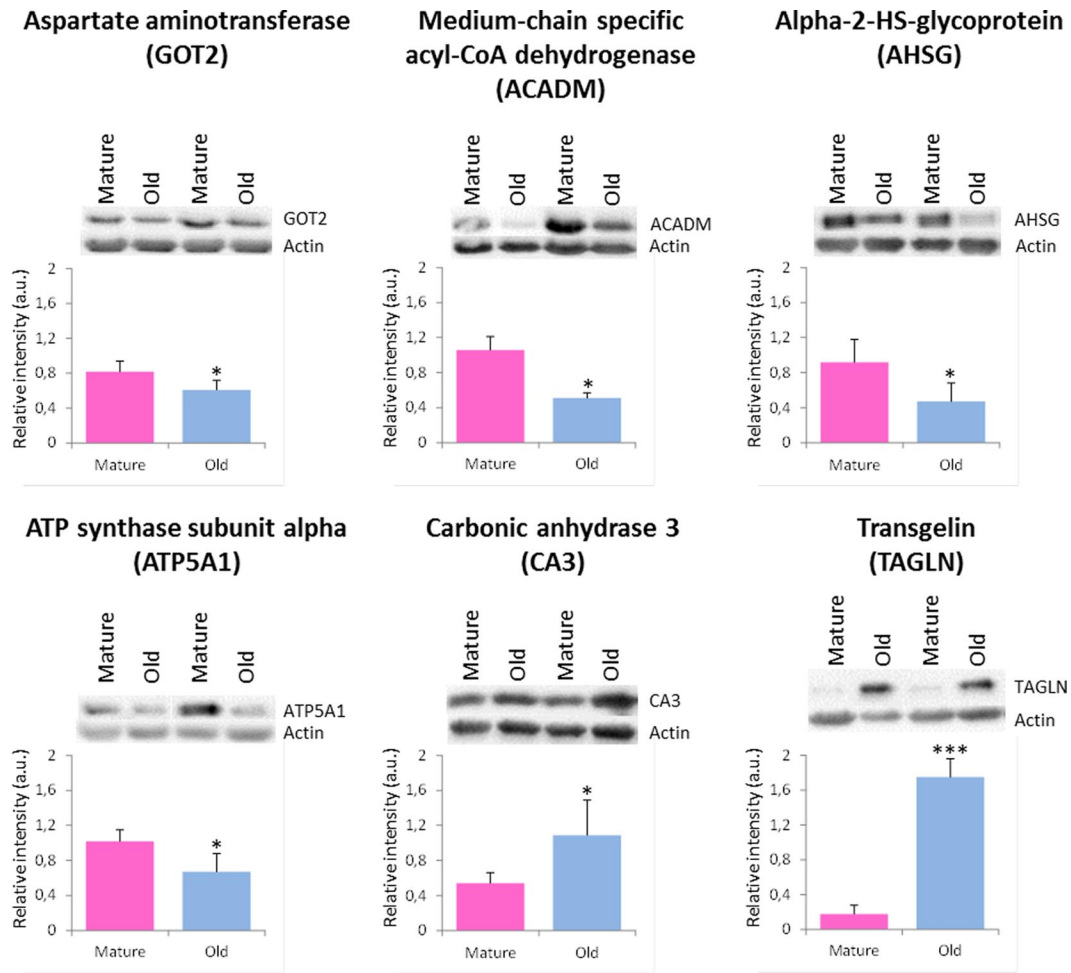 Aspartate aminotransferase
(GOT2)
Mature
Old
Mature
Old
GOT2
Actin
Relative intensity (a.u.)
2
1,6
1,2
0,8
0,4
0
*
Mature Old
Medium-chain specific
acyl-CoA dehydrogenase
(ACADM)
Mature
Old
Mature
Old
ACADM
Actin
Relative intensity (a.u.)
2
1,6
1,2
0,8
0,4
0
*
Mature Old
Alpha-2-HS-glycoprotein
(AHSG)
Mature
Old
Mature
Old
AHSG
Actin
Relative intensity (a.u.)
2
1,6
1,2
0,8
0,4
0
*
Mature Old
ATP synthase subunit alpha
(ATP5A1)
Mature
Old
Mature
Old
ATP5A1
Actin
Relative intensity (a.u.)
2
1,6
1,2
0,8
0,4
0
*
Mature Old
Carbonic anhydrase 3
(CA3)
Mature
Old
Mature
Old
CA3
Actin
Relative intensity (a.u.)
2
1,6
1,2
0,8
0,4
0
*
Mature Old
Transgelin
(TAGLN)
Mature
Old
Mature
Old
TAGLN
Actin
Relative intensity (a.u.)
2
1,6
1,2
0,8
0,4
0
***
Mature Old